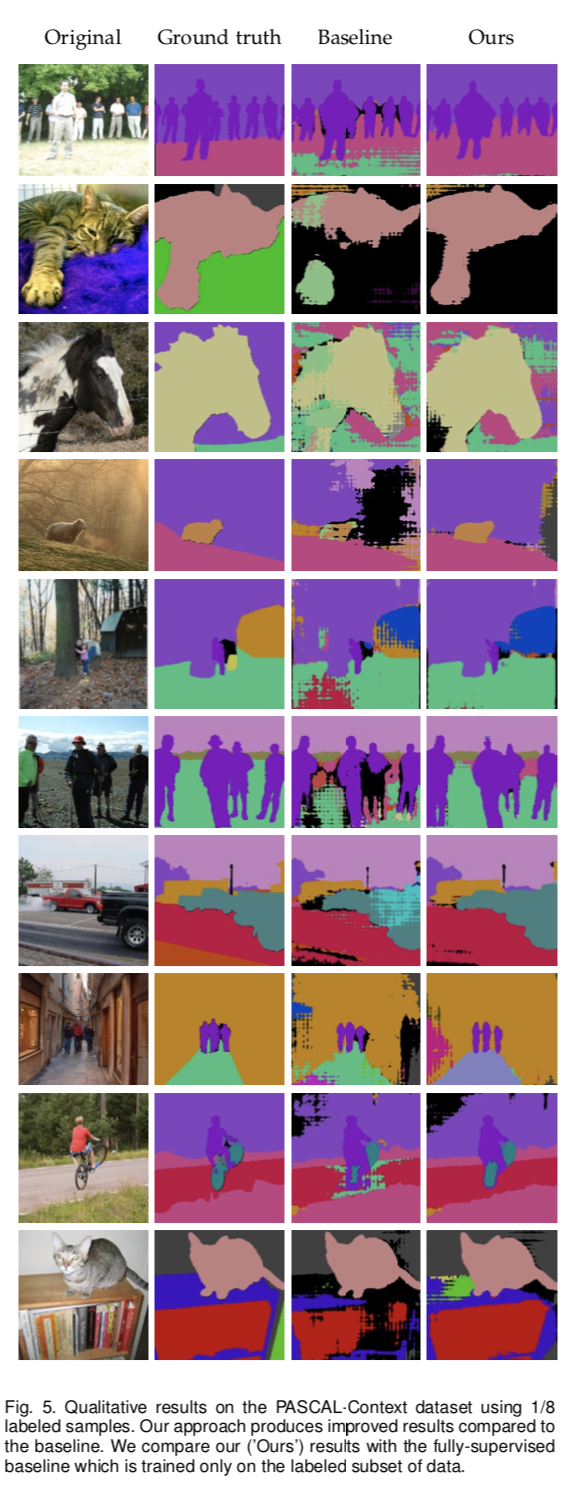 Original Ground truth Baseline Ours
Fig. 5. Qualitative results on the PASCAL-Context dataset using 1/8
labeled samples. Our approach produces improved results compared to
the baseline. We compare our ('Ours') results with the fully-supervised
baseline which is trained only on the labeled subset of data.